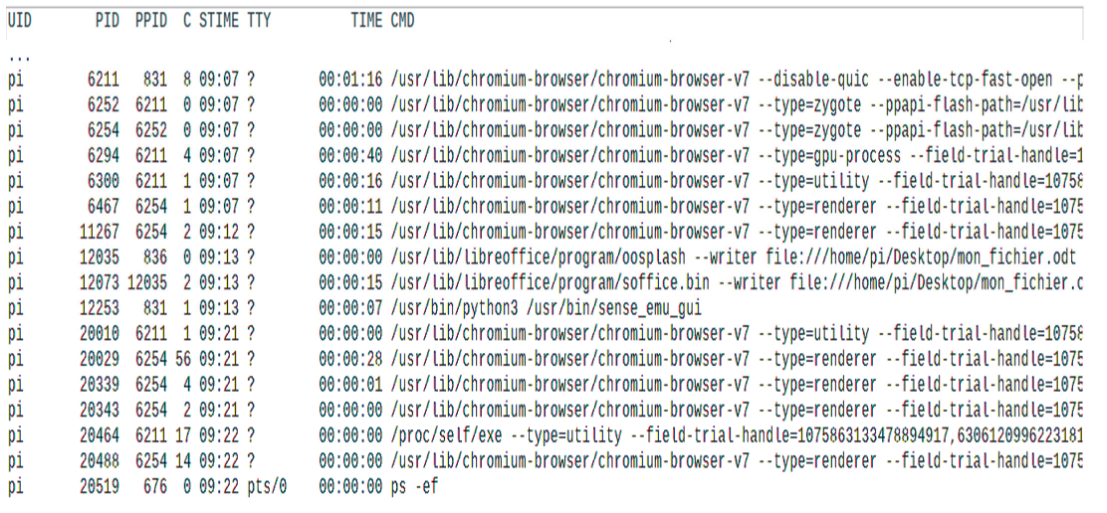 UID        PID  PPID  C STIME TTY          TIME CMD
...
pi        6211   831  8 09:07 ?        00:01:16 /usr/lib/chromium-browser/chromium-browser-v7 --disable-quic --enable-tcp-fast-open --p
pi        6252  6211  0 09:07 ?        00:00:00 /usr/lib/chromium-browser/chromium-browser-v7 --type=zygote --ppapi-flash-path=/usr/lib
pi        6254  6252  0 09:07 ?        00:00:00 /usr/lib/chromium-browser/chromium-browser-v7 --type=zygote --ppapi-flash-path=/usr/lib
pi        6294  6211  4 09:07 ?        00:00:40 /usr/lib/chromium-browser/chromium-browser-v7 --type=gpu-process --field-trial-handle=1
pi        6300  6211  1 09:07 ?        00:00:16 /usr/lib/chromium-browser/chromium-browser-v7 --type=utility --field-trial-handle=10758
pi        6467  6254  1 09:07 ?        00:00:11 /usr/lib/chromium-browser/chromium-browser-v7 --type=renderer --field-trial-handle=1075
pi       11267  6254  2 09:12 ?        00:00:15 /usr/lib/chromium-browser/chromium-browser-v7 --type=renderer --field-trial-handle=1075
pi       12035   836  0 09:13 ?        00:00:00 /usr/lib/libreoffice/program/oosplash --writer file:///home/pi/Desktop/mon_fichier.odt
pi       12073 12035  2 09:13 ?        00:00:15 /usr/lib/libreoffice/program/soffice.bin --writer file:///home/pi/Desktop/mon_fichier.o
pi       12253   831  1 09:13 ?        00:00:07 /usr/bin/python3 /usr/bin/sense_emu_gui
pi       20010  6211  1 09:21 ?        00:00:00 /usr/lib/chromium-browser/chromium-browser-v7 --type=utility --field-trial-handle=10758
pi       20029  6254 56 09:21 ?        00:00:28 /usr/lib/chromium-browser/chromium-browser-v7 --type=renderer --field-trial-handle=1075
pi       20339  6254  4 09:21 ?        00:00:01 /usr/lib/chromium-browser/chromium-browser-v7 --type=renderer --field-trial-handle=1075
pi       20343  6254  2 09:21 ?        00:00:00 /usr/lib/chromium-browser/chromium-browser-v7 --type=renderer --field-trial-handle=1075
pi       20464  6211 17 09:22 ?        00:00:00 /proc/self/exe --type=utility --field-trial-handle=1075863133478894917,6306120996223181
pi       20488  6254 14 09:22 ?        00:00:00 /usr/lib/chromium-browser/chromium-browser-v7 --type=renderer --field-trial-handle=1075
pi       20519   676  0 09:22 pts/0    00:00:00 ps -ef